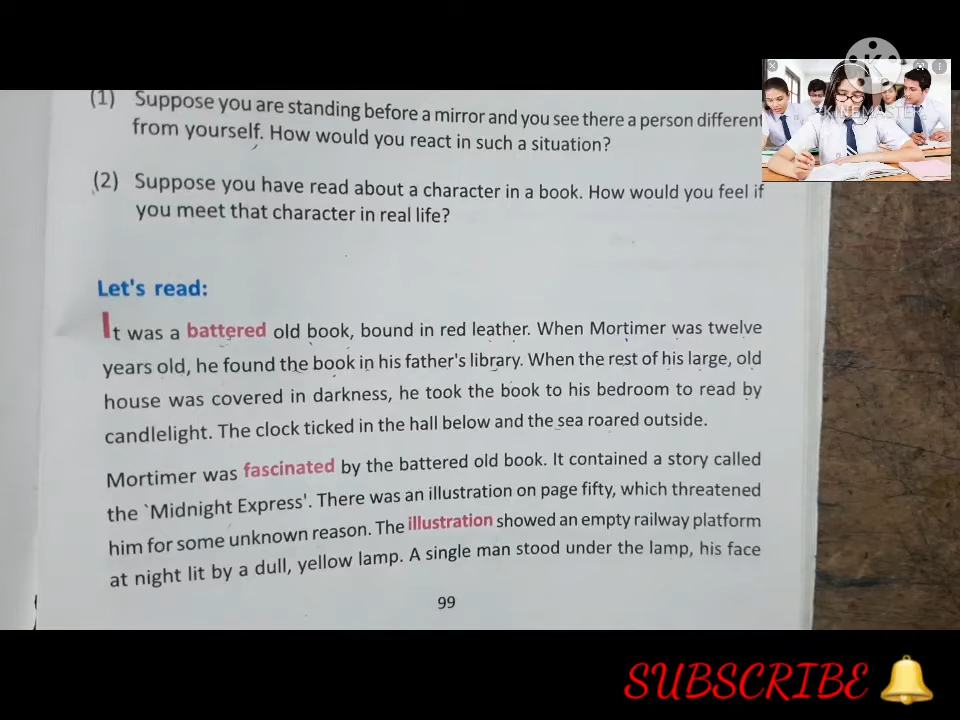 (1) Suppose you are standing before a mirror and you see there a person different
from yourself. How would you react in such a situation?
(2) Suppose you have read about a character in a book. How would you feel if
you meet that character in real life?
Let's read:
It was a battered old book, bound in red leather. When Mortimer was twelve
years old, he found the book in his father's library. When the rest of his large, old
house was covered in darkness, he took the book to his bedroom to read by
candlelight. The clock ticked in the hall below and the sea roared outside.
Mortimer was fascinated by the battered old book. It contained a story called
the `Midnight Express'. There was an illustration on page fifty, which threatened
him for some unknown reason. The illustration showed an empty railway platform
at night lit by a dull, yellow lamp. A single man stood under the lamp, his face
99
KINEMASTER
SUBSCRIBE